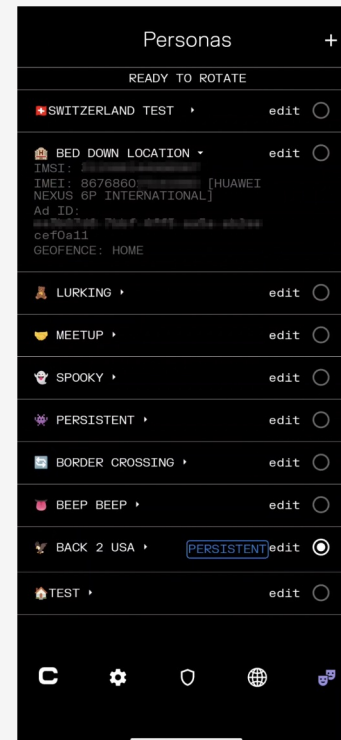 Personas +
READY TO ROTATE
SWITZERLAND TEST edit
BED DOWN LOCATION edit
IMSI:
IMEI: 8676860 [HUAWEI
NEXUS 6P INTERNATIONAL]
Ad ID:
cef0a11
GEOFENCE: HOME
LURKING edit
MEETUP edit
SPOOKY edit
PERSISTENT edit
BORDER CROSSING edit
BEEP BEEP edit
BACK 2 USA PERSISTENT edit
TEST edit
C